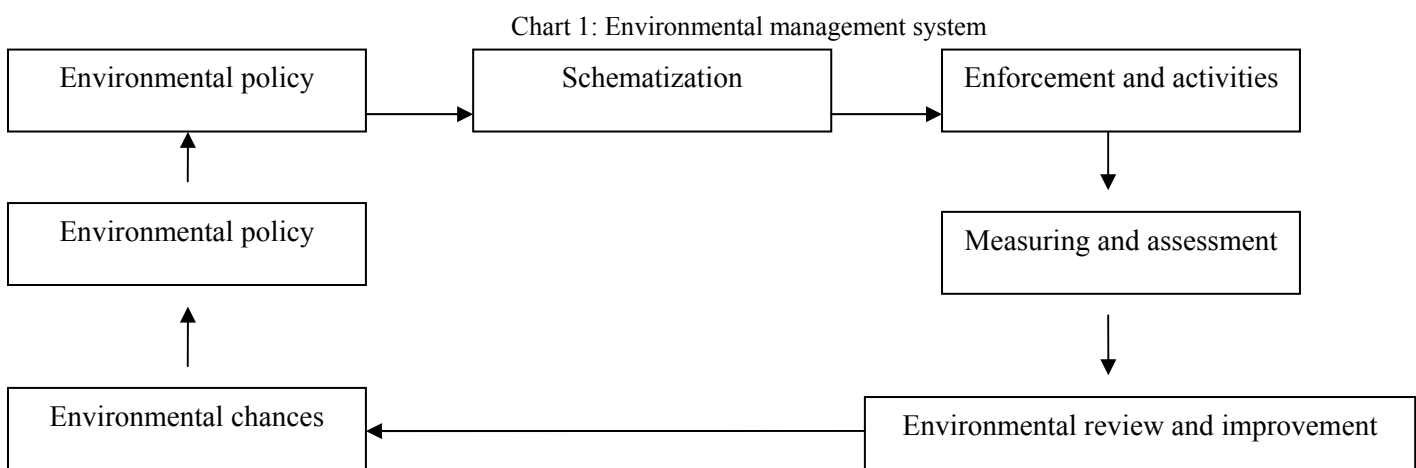 Chart 1: Environmental management system
Environmental policy
Schematization
Enforcement and activities
Environmental policy
Measuring and assessment
Environmental chances
Environmental review and improvement